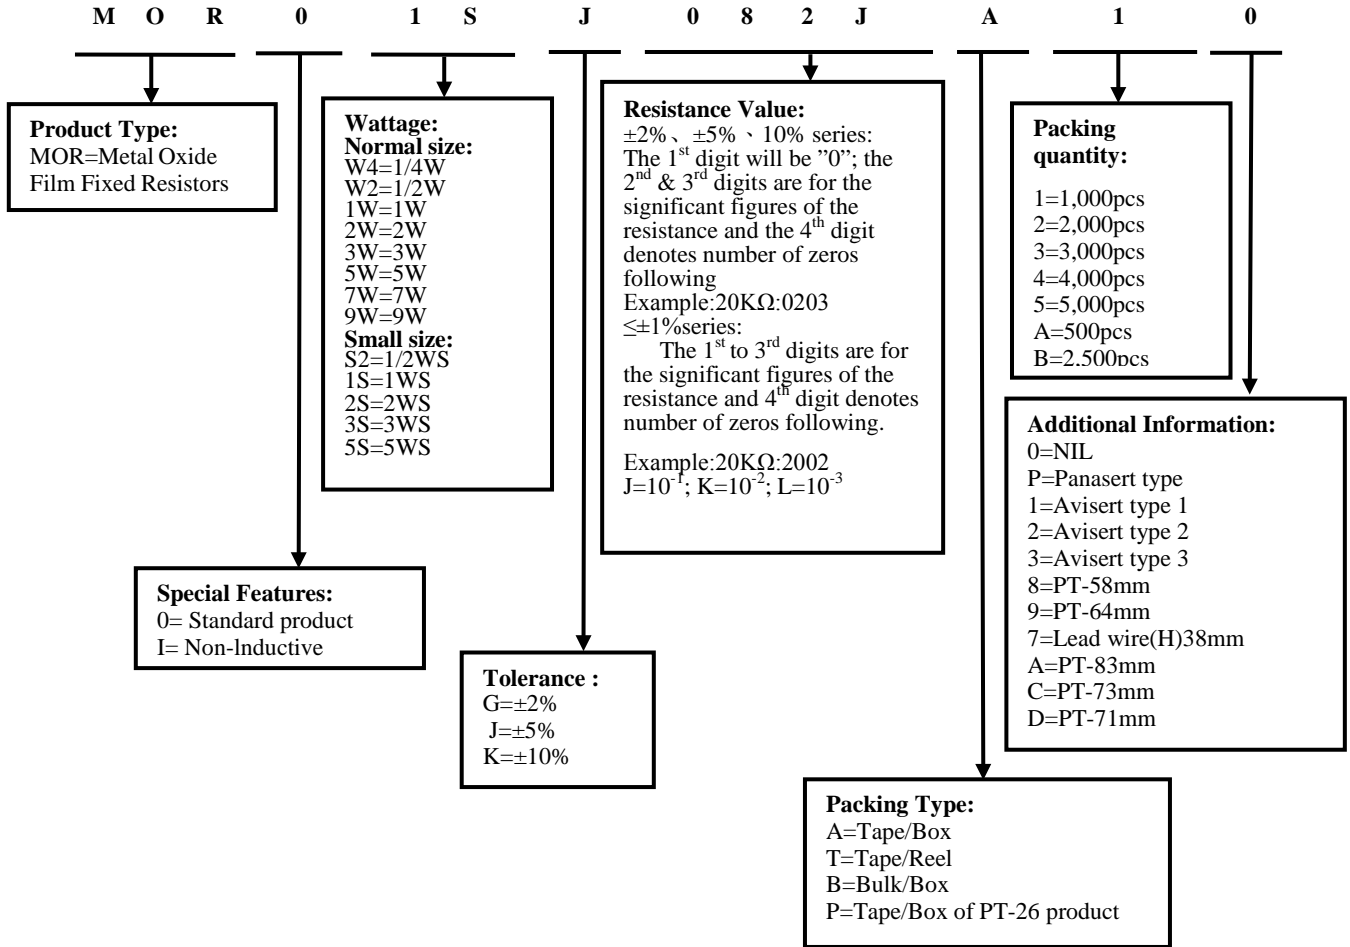 M O R 0 1 S J 0 8 2 J A 1 0
Product Type:
MOR=Metal Oxide
Film Fixed Resistors
Wattage:
Normal size:
W4=1/4W
W2=1/2W
1W=1W
2W=2W
3W=3W
5W=5W
7W=7W
9W=9W
Small size:
S2=1/2WS
1S=1WS
2S=2WS
3S=3WS
5S=5WS
Resistance Value:
±2%、±5%、10% series:
The 1st digit will be ”0”; the
2nd & 3rd digits are for the
significant figures of the
resistance and the 4th digit
denotes number of zeros
following
Example:20KΩ:0203
≤±1%series:
The 1st to 3rd digits are for
the significant figures of the
resistance and 4th digit denotes
number of zeros following.
Example:20KΩ:2002
J=10-1; K=10-2; L=10-3
Packing
quantity:
1=1,000pcs
2=2,000pcs
3=3,000pcs
4=4,000pcs
5=5,000pcs
A=500pcs
B=2,500pcs
Additional Information:
0=NIL
P=Panasert type
1=Avisert type 1
2=Avisert type 2
3=Avisert type 3
8=PT-58mm
9=PT-64mm
7=Lead wire(H)38mm
A=PT-83mm
C=PT-73mm
D=PT-71mm
Special Features:
0= Standard product
I= Non-lnductive
Tolerance :
G=±2%
J=±5%
K=±10%
Packing Type:
A=Tape/Box
T=Tape/Reel
B=Bulk/Box
P=Tape/Box of PT-26 product